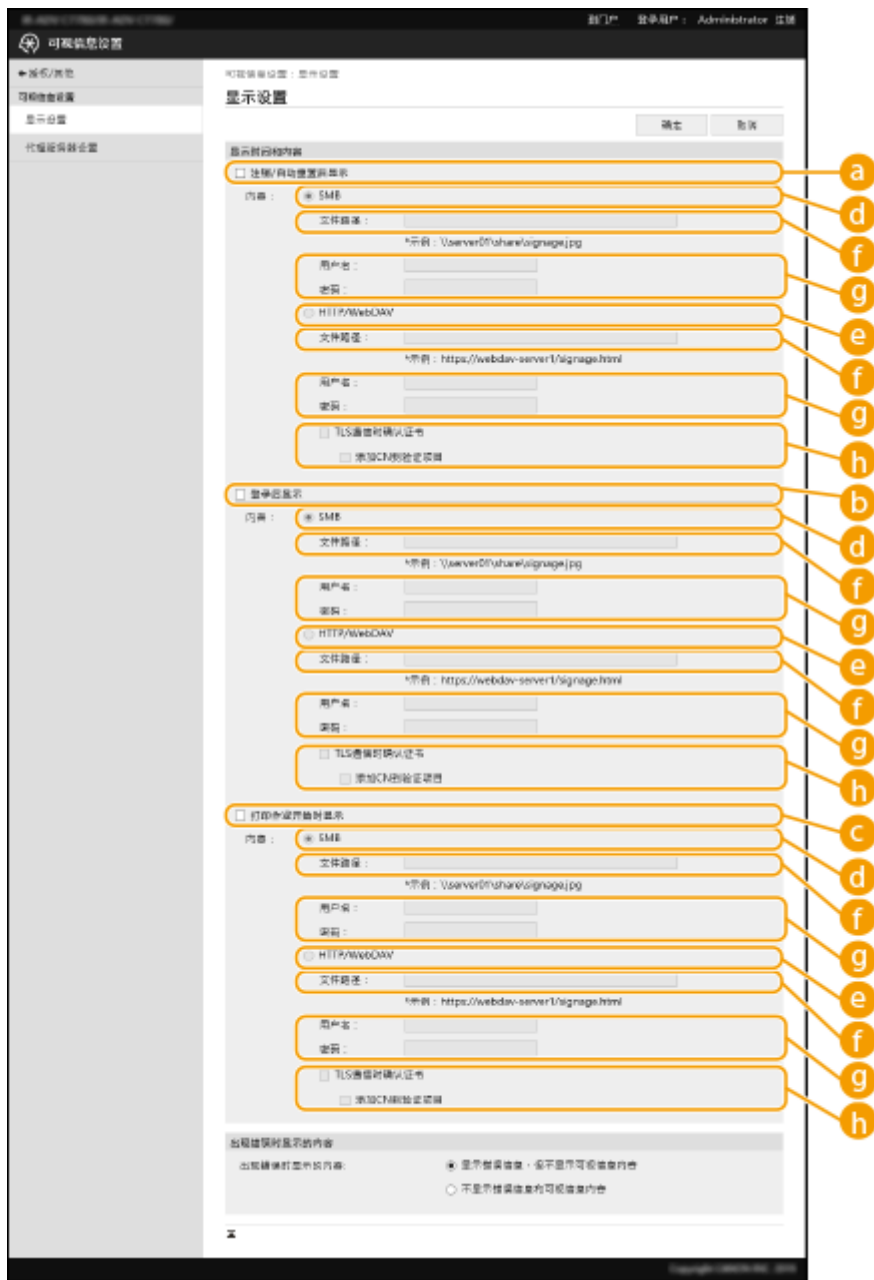 到门户 登录用户： Administrator 注销
可视信息设置
授权/其他
可视信息设置：显示设置
可视信息设置
显示设置
显示设置
代理服务器设置
确定 取消
显示时间和内容
注销/自动重置后显示 a
内容： SMB d
文件路径： f
*示例：\\server01\share\signage.jpg
用户名：
密码： g
HTTP/WebDAV e
文件路径： f
*示例：https://webdav-server1/signage.html
用户名：
密码： g
TLS通信时确认证书
添加CN到验证项目 h
登录后显示 b
内容： SMB d
文件路径： f
*示例：\\server01\share\signage.jpg
用户名：
密码： g
HTTP/WebDAV e
文件路径： f
*示例：https://webdav-server1/signage.html
用户名：
密码： g
TLS通信时确认证书
添加CN到验证项目 h
打印作业开始时显示 c
内容： SMB d
文件路径： f
*示例：\\server01\share\signage.jpg
用户名：
密码： g
HTTP/WebDAV e
文件路径： f
*示例：https://webdav-server1/signage.html
用户名：
密码： g
TLS通信时确认证书
添加CN到验证项目 h
出现错误时显示的内容
出现错误时显示的内容: 显示错误信息，但不显示可视信息内容
不显示错误信息和可视信息内容